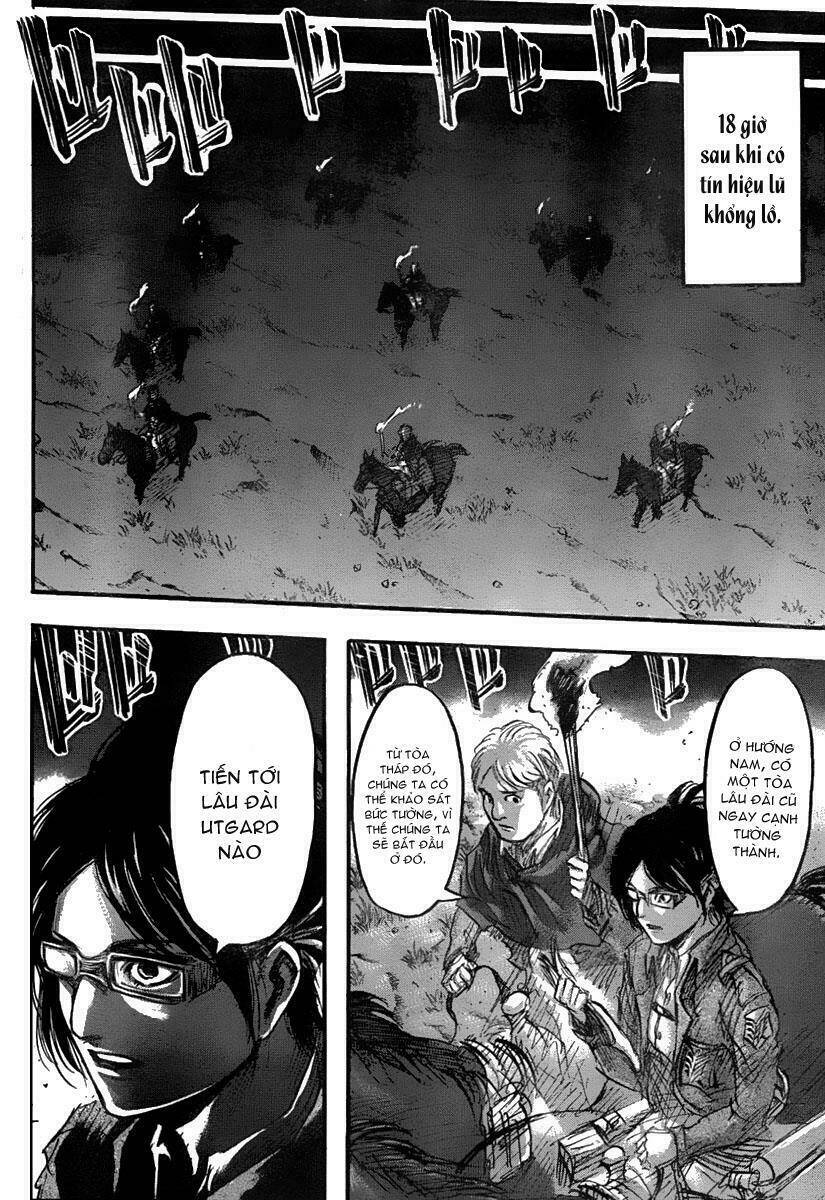 18 giờ
sau khi có
tín hiệu lũ
khổng lồ.
Ở HƯỚNG
NAM, CÓ
MỘT TÒA
LÂU ĐÀI CŨ
NGAY CẠNH
TƯỜNG
THÀNH.
TỪ TÒA
THÁP ĐÓ,
CHÚNG TA CÓ
THỂ KHẢO SÁT
BỨC TƯỜNG, VÌ
THẾ CHÚNG TA
SẼ BẮT ĐẦU
Ở ĐÓ.
TIẾN TỚI
LÂU ĐÀI
UTGARD
NÀO